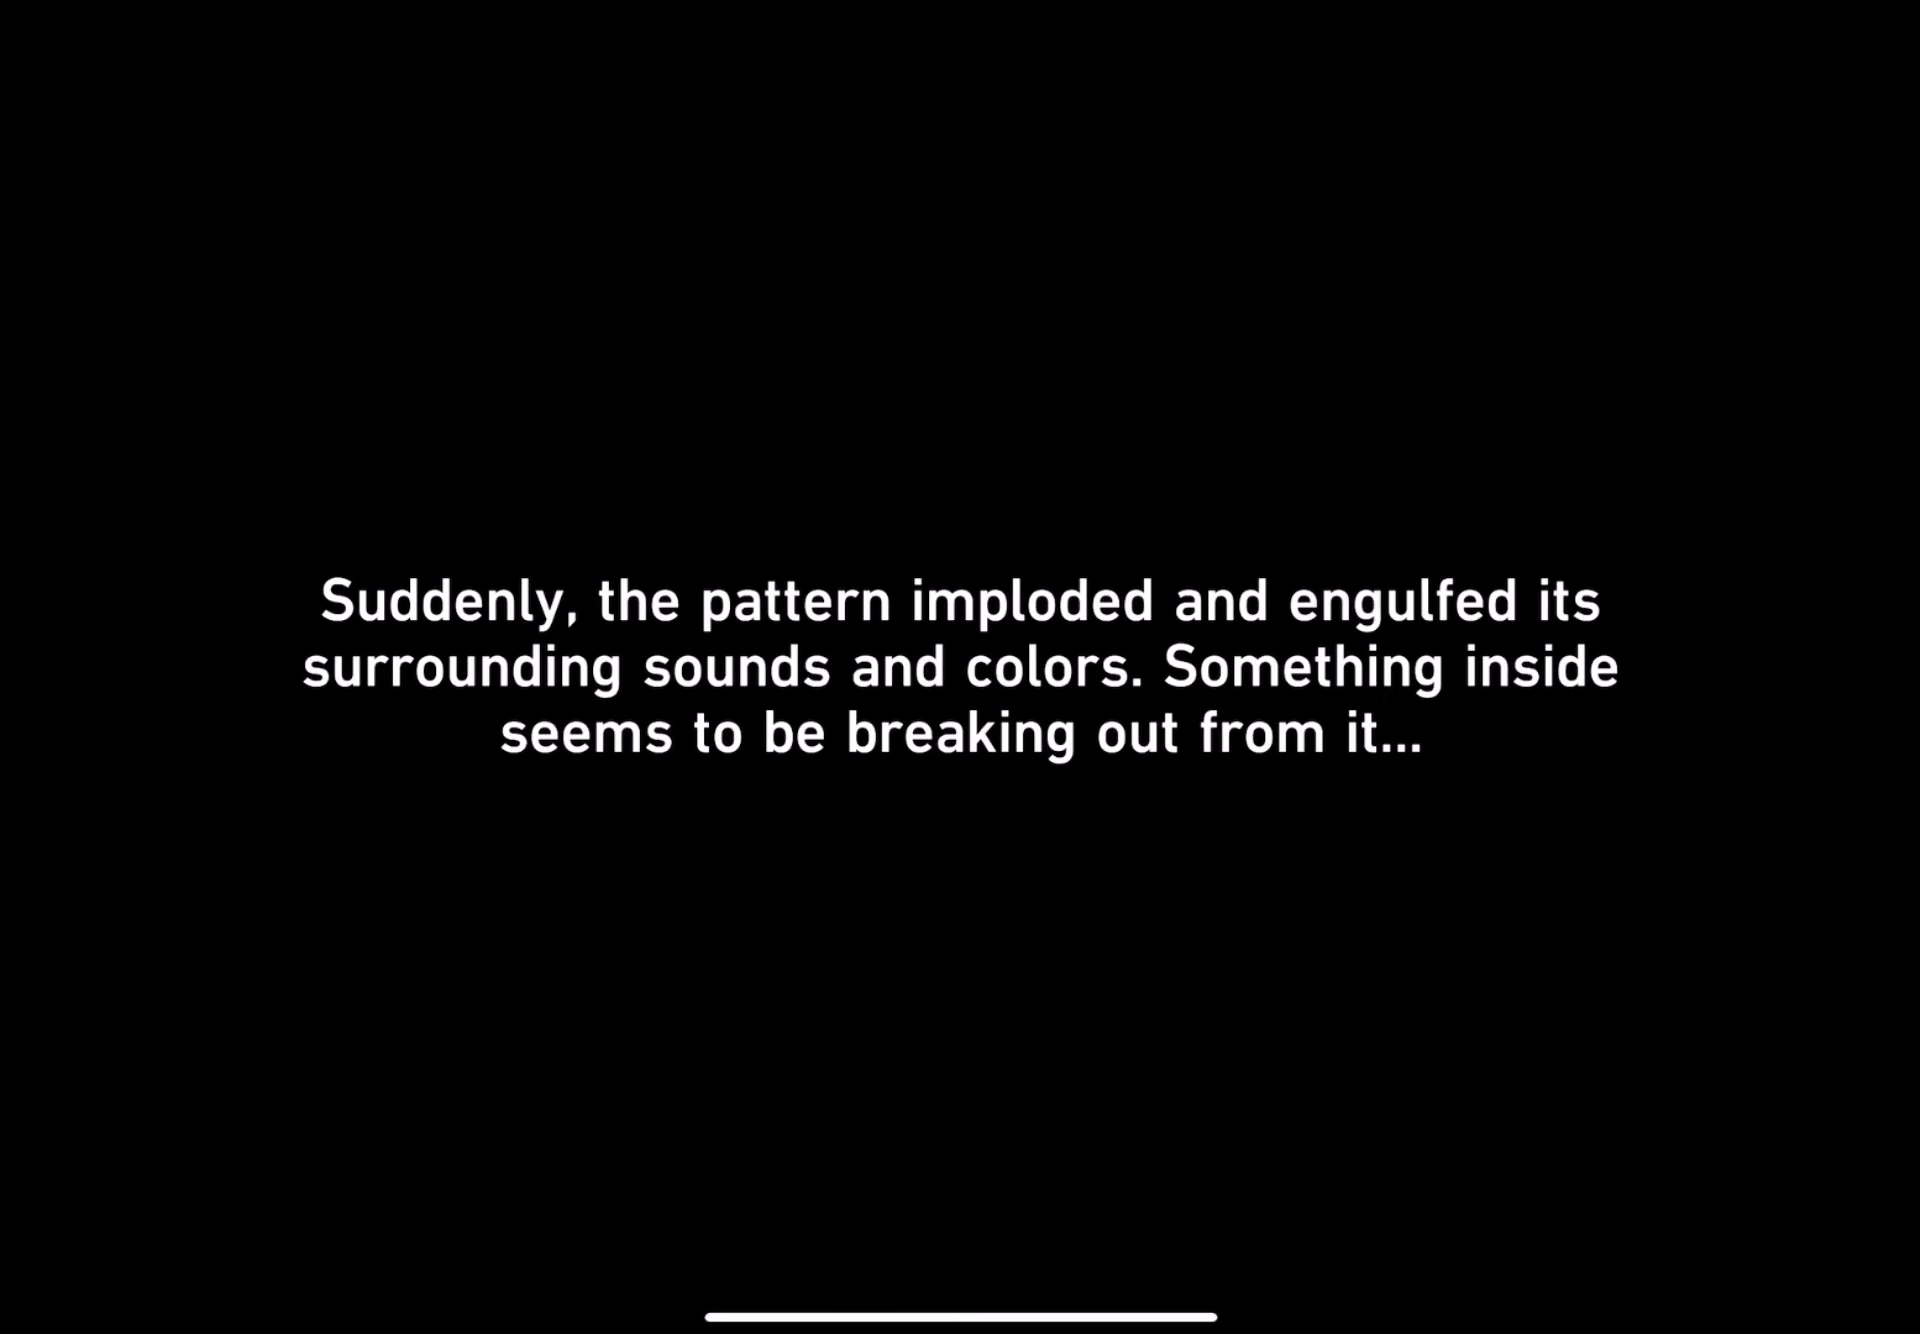 Suddenly, the pattern imploded and engulfed its
surrounding sounds and colors. Something inside
seems to be breaking out from it...